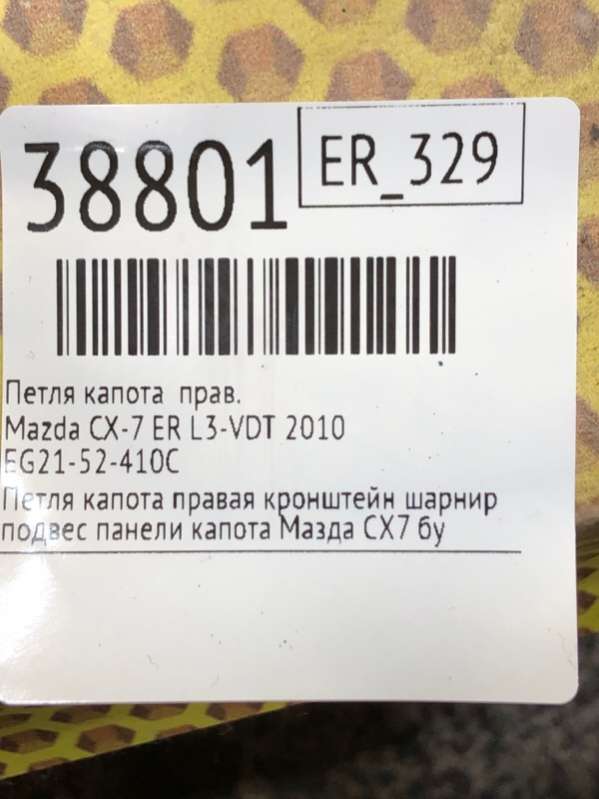 38801
ER_329
Петля капота прав.
Mazda CX-7 ER L3-VDT 2010
EG21-52-410C
Петля капота правая кронштейн шарнир
подвес панели капота Мазда CX7 бу